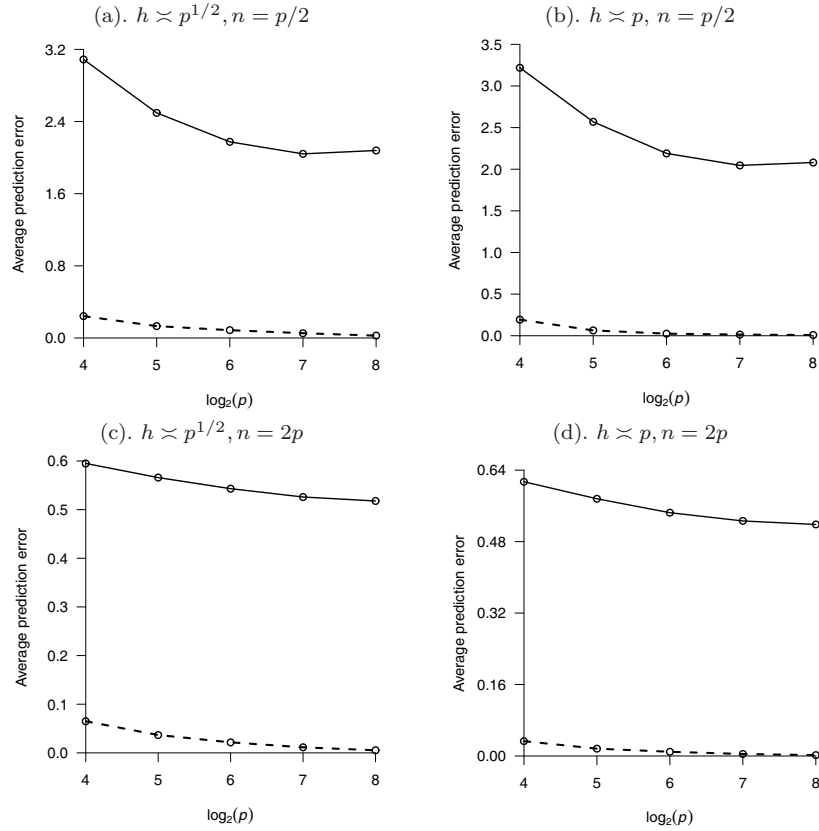 (a). h ≍ p^{1/2}, n = p/2
Average prediction error
3.2
2.4
1.6
0.8
0.0
4 5 6 7 8
log₂(p)
(b). h ≍ p, n = p/2
Average prediction error
3.5
3.0
2.5
2.0
1.5
1.0
0.5
0.0
4 5 6 7 8
log₂(p)
(c). h ≍ p^{1/2}, n = 2p
Average prediction error
0.6
0.5
0.4
0.3
0.2
0.1
0.0
4 5 6 7 8
log₂(p)
(d). h ≍ p, n = 2p
Average prediction error
0.64
0.48
0.32
0.16
0.00
4 5 6 7 8
log₂(p)